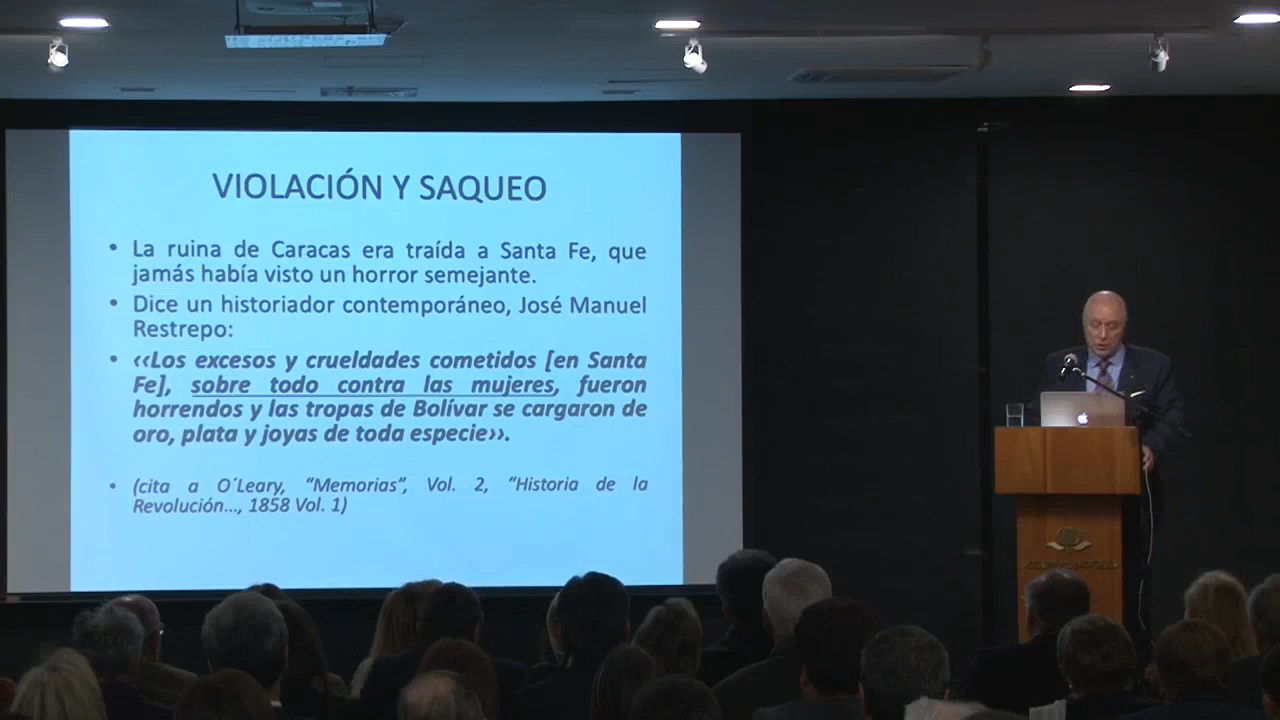 VIOLACIÓN Y SAQUEO
• La ruina de Caracas era traída a Santa Fe, que
jamás había visto un horror semejante.
• Dice un historiador contemporáneo, José Manuel
Restrepo:
• ‹‹Los excesos y crueldades cometidos [en Santa
Fe], sobre todo contra las mujeres, fueron
horrendos y las tropas de Bolívar se cargaron de
oro, plata y joyas de toda especie››.
• (cita a O´Leary, “Memorias“, Vol. 2, “Historia de la
Revolución…, 1858 Vol. 1)